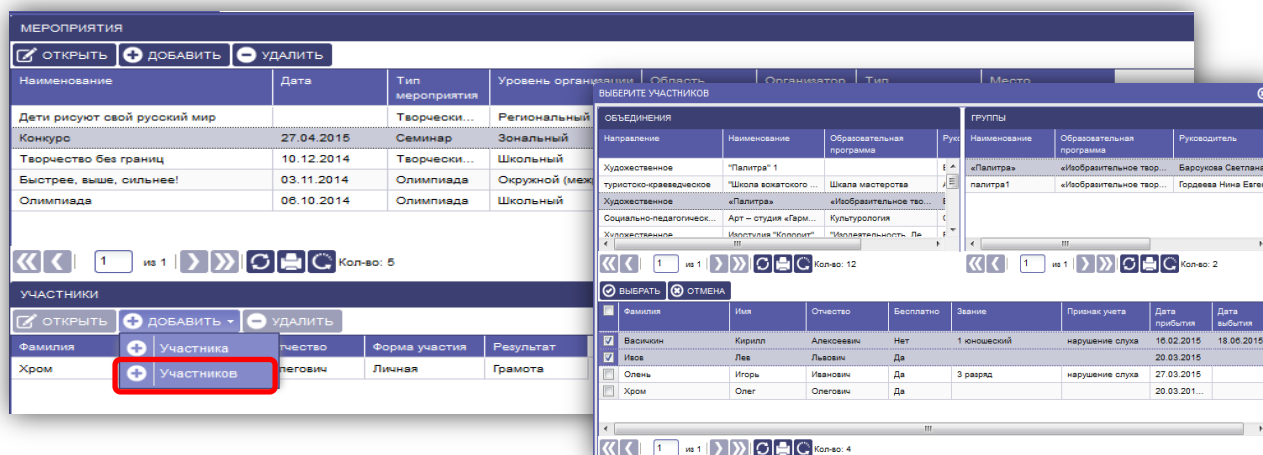 МЕРОПРИЯТИЯ
ОТКРЫТЬ ДОБАВИТЬ УДАЛИТЬ
Наименование Дата Тип мероприятия Уровень организации Область Организатор Тип Место
Дети рисуют свой русский мир Творчески... Региональный
Конкурс 27.04.2015 Семинар Зональный
Творчество без границ 10.12.2014 Творчески... Школьный
Быстрее, выше, сильнее! 03.11.2014 Олимпиада Окружной
Олимпиада 06.10.2014 Олимпиада Школьный
1 из 1 Кол-во: 5
УЧАСТНИКИ
ОТКРЫТЬ ДОБАВИТЬ УДАЛИТЬ
Фамилия Форма участия Результат
Участника
Участников
Хром Личная Грамота
ВЫБЕРИТЕ УЧАСТНИКОВ
ОБЪЕДИНЕНИЯ
Направление Наименование Образовательная программа
Художественное "Палитра" 1
туристско-краеведческое "Школа вожатского ... Шкала мастерства
Художественное «Палитра» «Изобразительное тво...
Социально-педагогическ... Арт – студия «Гарм... Культурология
Художественное Изостудия "Колорит" "Изодеятельность. Ле
1 из 1 Кол-во: 12
ГРУППЫ
Наименование Образовательная программа Руководитель
«Палитра» «Изобразительное твор... Барсукова Светлана
палитра1 «Изобразительное твор... Гордеева Нина
1 из 1 Кол-во: 2
ВЫБРАТЬ ОТМЕНА
Фамилия Имя Отчество Бесплатно Звание Признак учета Дата прибытия Дата выбытия
Васичкин Кирилл Алексеевич Нет 1 юношеский нарушение слуха 16.02.2015 18.06.2015
Ивов Лев Львович Да 20.03.2015
Олень Игорь Иванович Да 3 разряд нарушение слуха 27.03.2015
Хром Олег Олегович Да 20.03.201...
1 из 1 Кол-во: 4